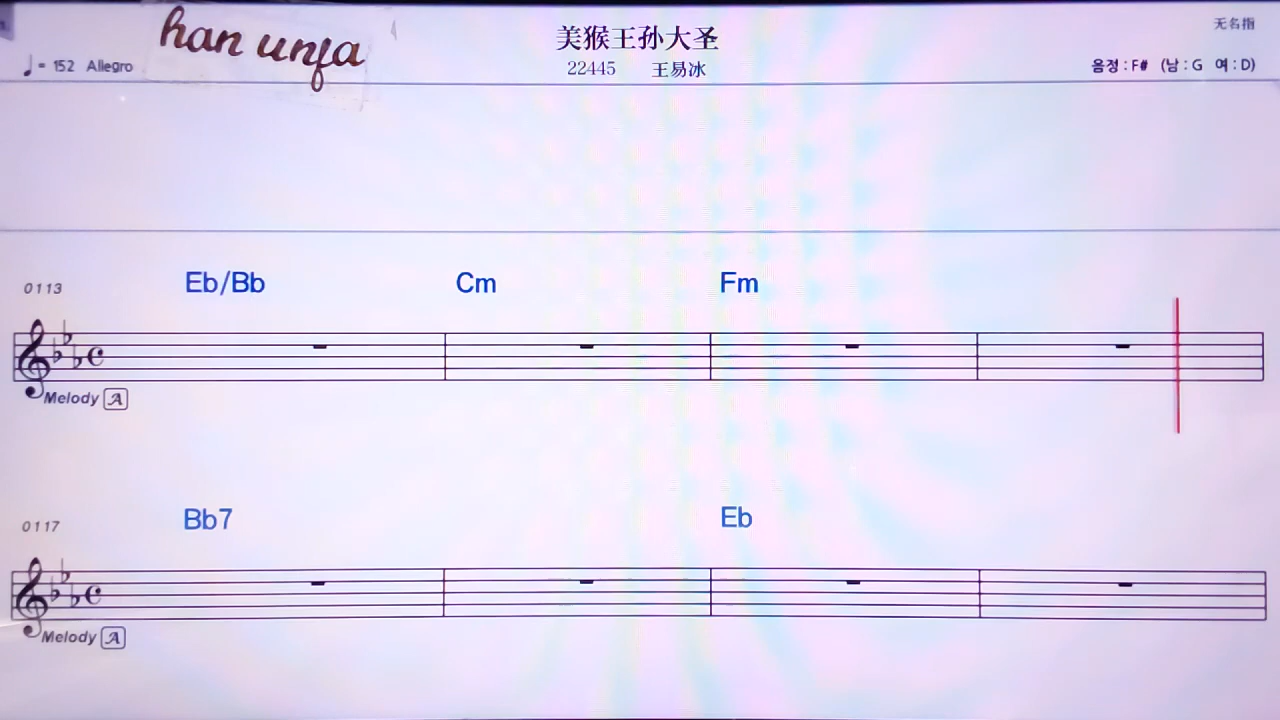 han unfa
美猴王孙大圣
无名指
♩ = 152 Allegro
22445 王易冰
음정 : F# (남 : G 여 : D)
0113
Eb/Bb Cm Fm
Melody A
0117
Bb7 Eb
Melody A